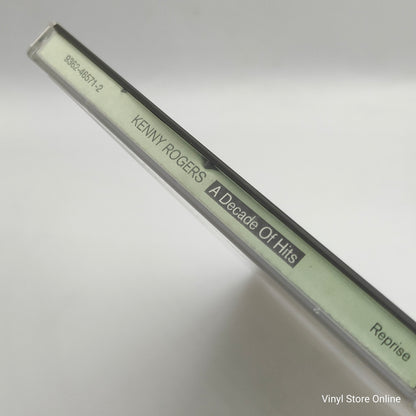 9362-46571-2
KENNY ROGERS A Decade Of Hits
Reprise
Vinyl Store Online